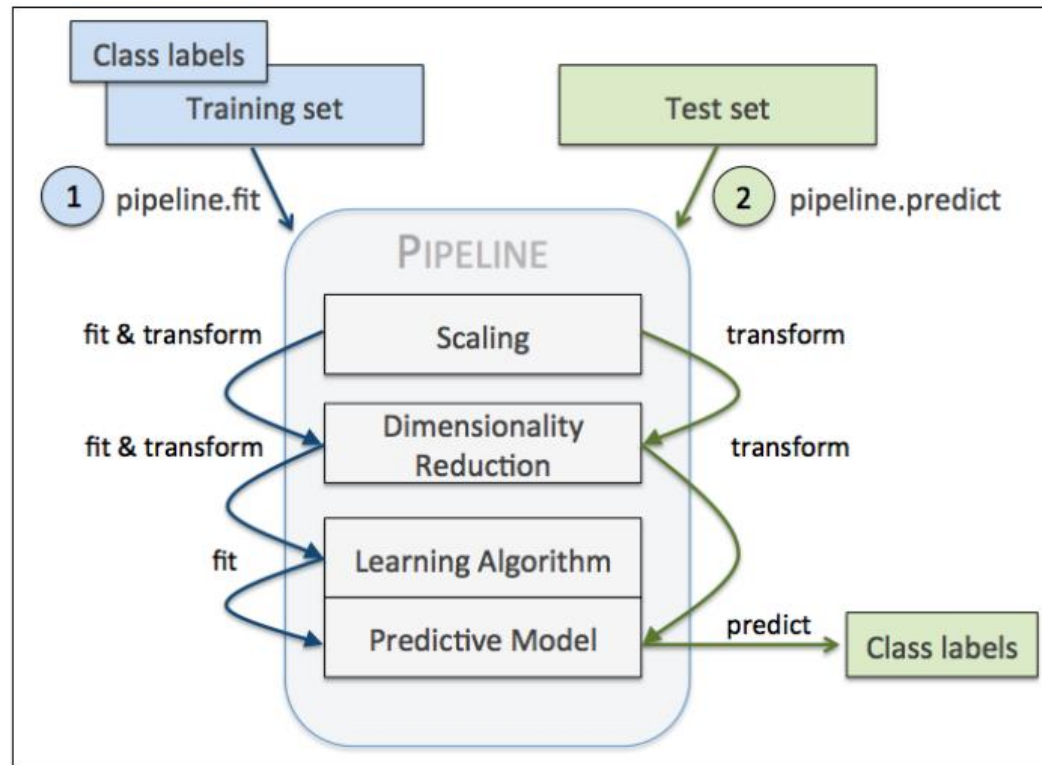 Class labels
Training set
Test set
1
pipeline.fit
2
pipeline.predict
PIPELINE
fit & transform
Scaling
transform
fit & transform
Dimensionality
Reduction
transform
fit
Learning Algorithm
Predictive Model
predict
Class labels